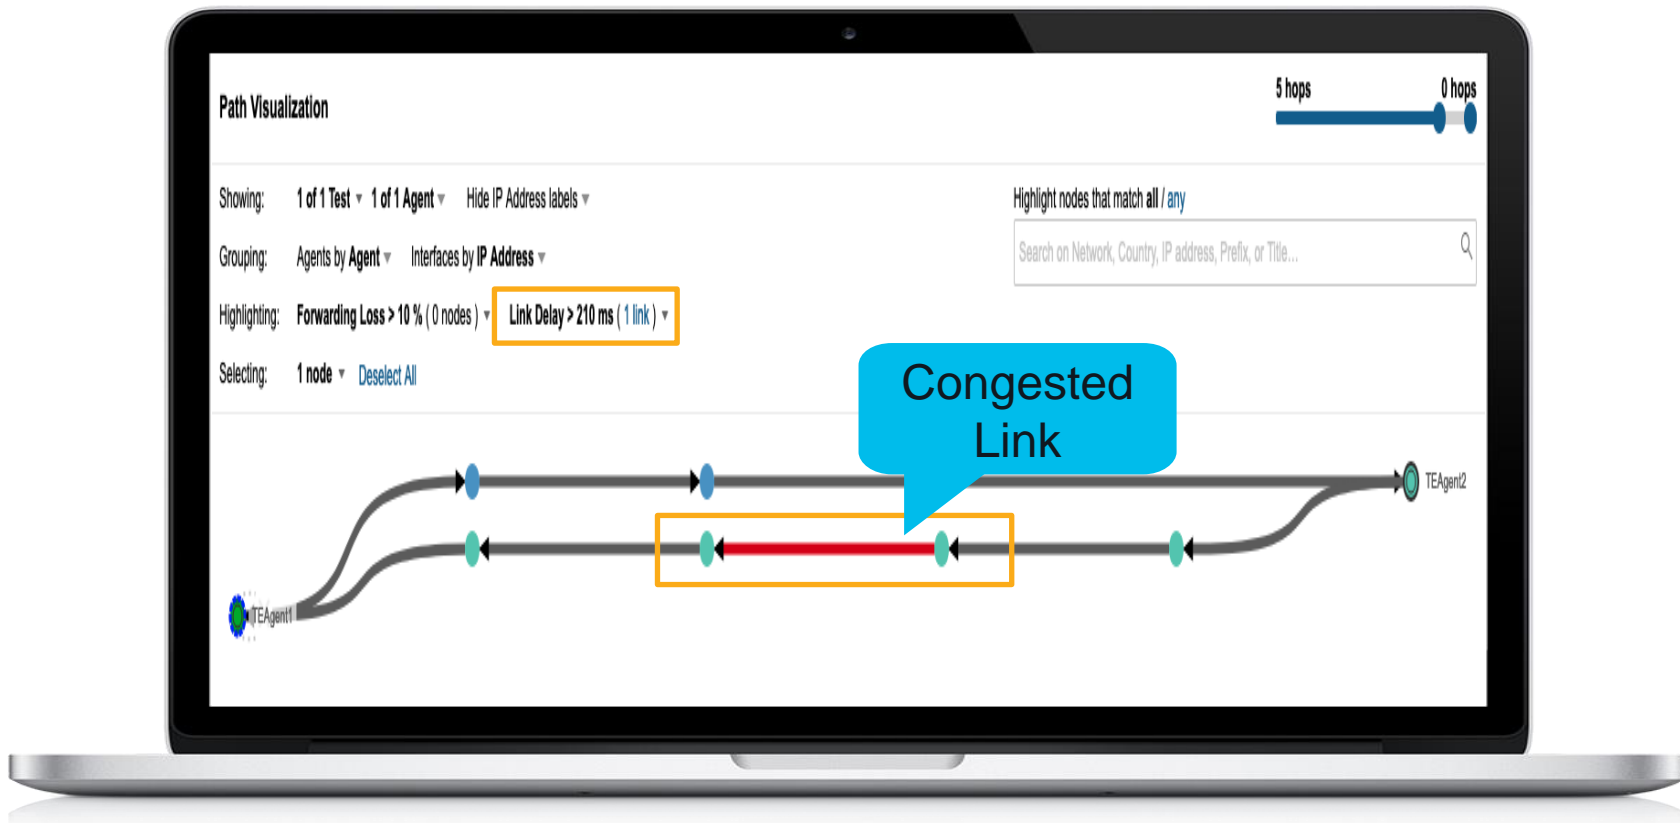 Path Visualization
5 hops 0 hops
Showing: 1 of 1 Test 1 of 1 Agent Hide IP Address labels
Highlight nodes that match all / any
Grouping: Agents by Agent Interfaces by IP Address
Search on Network, Country, IP address, Prefix, or Title...
Highlighting: Forwarding Loss > 10 % ( 0 nodes ) Link Delay > 210 ms ( 1 link )
Selecting: 1 node Deselect All
Congested
Link
TEAgent2
TEAgent1